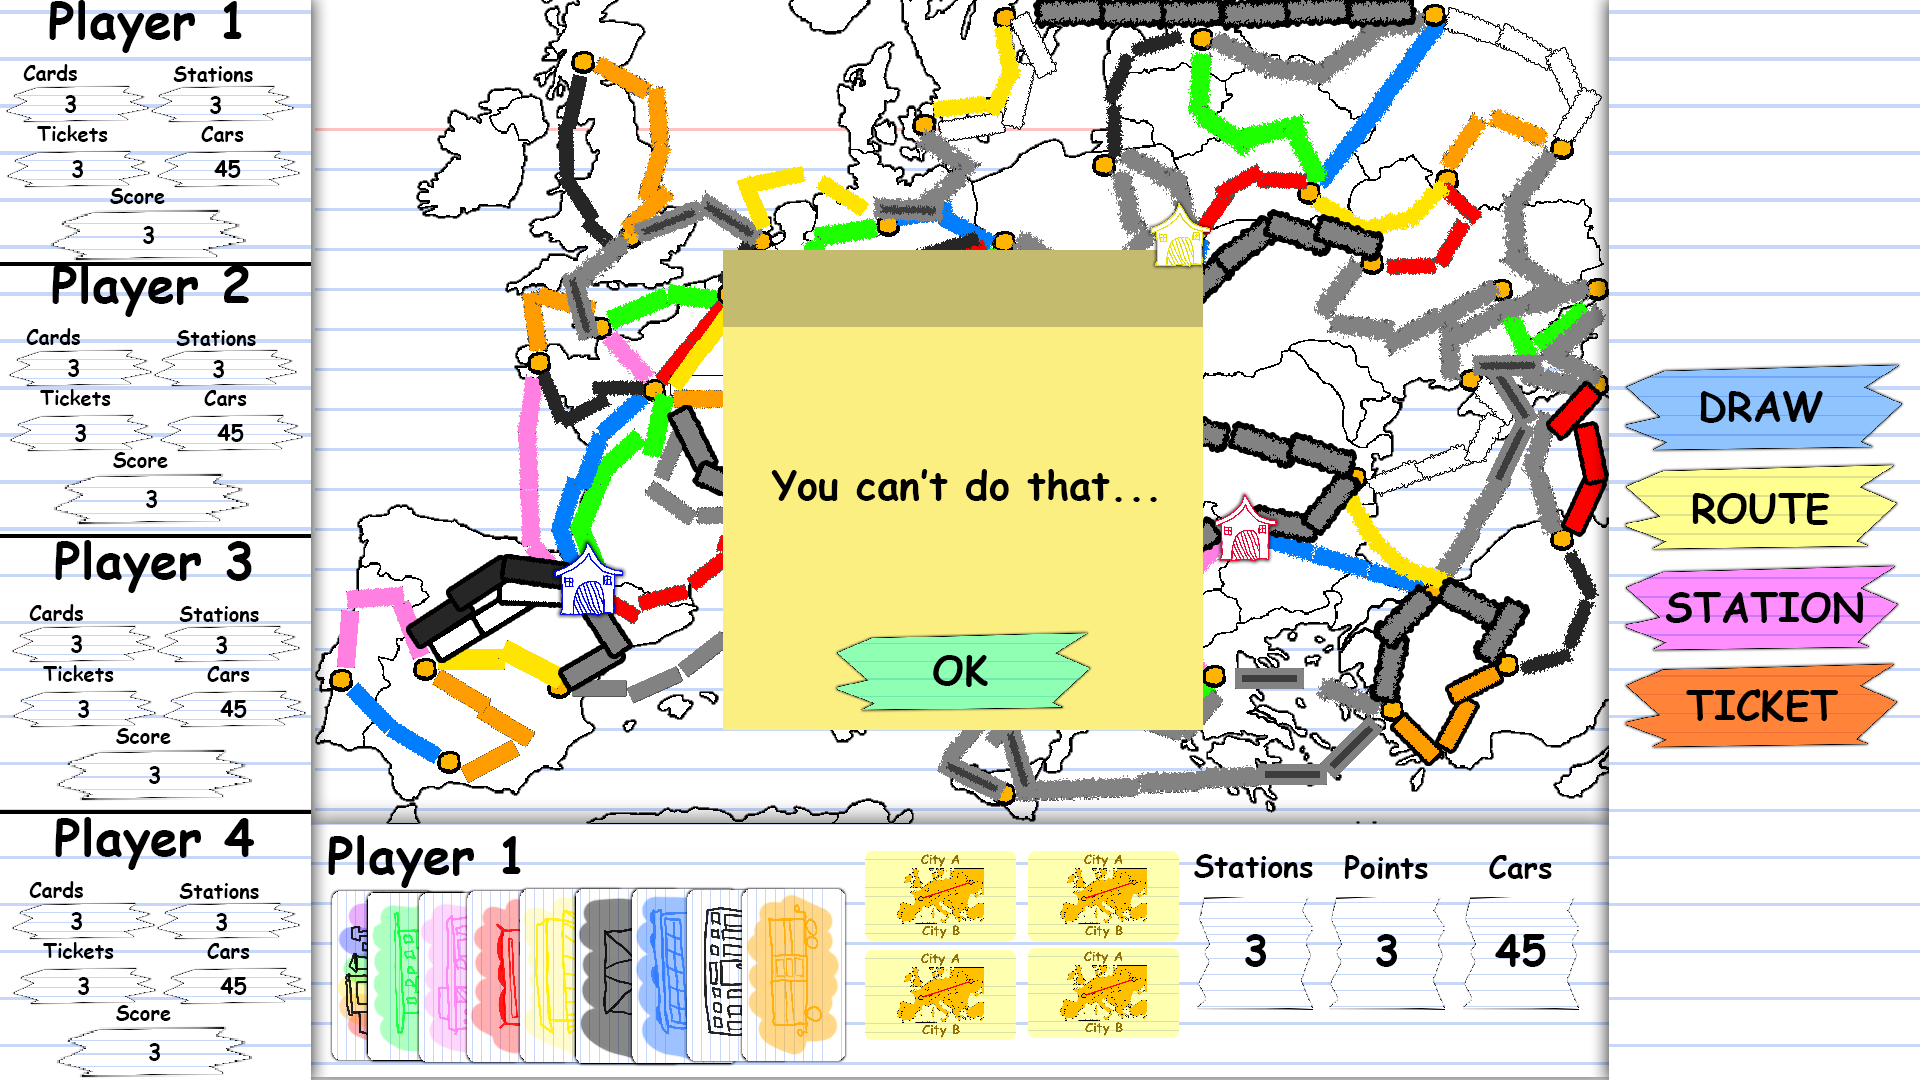 Player 1
Cards Stations
3 3
Tickets Cars
3 45
Score
3
Player 2
Cards Stations
3 3
Tickets Cars
3 45
Score
3
Player 3
Cards Stations
3 3
Tickets Cars
3 45
Score
3
Player 4
Cards Stations
3 3
Tickets Cars
3 45
Score
3
You can't do that...
OK
DRAW
ROUTE
STATION
TICKET
Player 1
City A
City B
City A
City B
City A
City B
City A
City B
Stations Points Cars
3 3 45